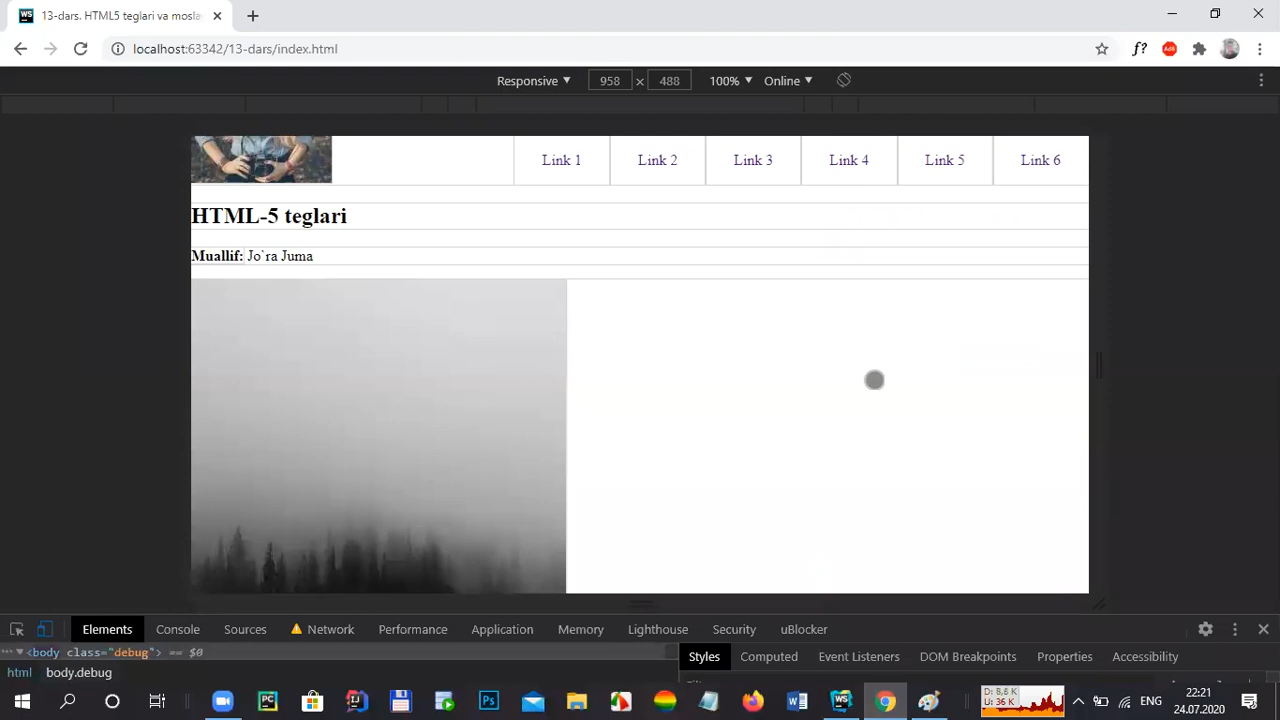 13-dars. HTML5 teglari va mosla
localhost:63342/13-dars/index.html
f?
Responsive 958 × 488 100% Online
Link 1 Link 2 Link 3 Link 4 Link 5 Link 6
HTML-5 teglari
Muallif: Jo`ra Juma
Elements Console Sources Network Performance Application Memory Lighthouse Security uBlocker
<body class="debug"> == $0
Styles Computed Event Listeners DOM Breakpoints Properties Accessibility
html body.debug
D: 8,6 K
U: 36 K
ENG
22:21
24.07.2020